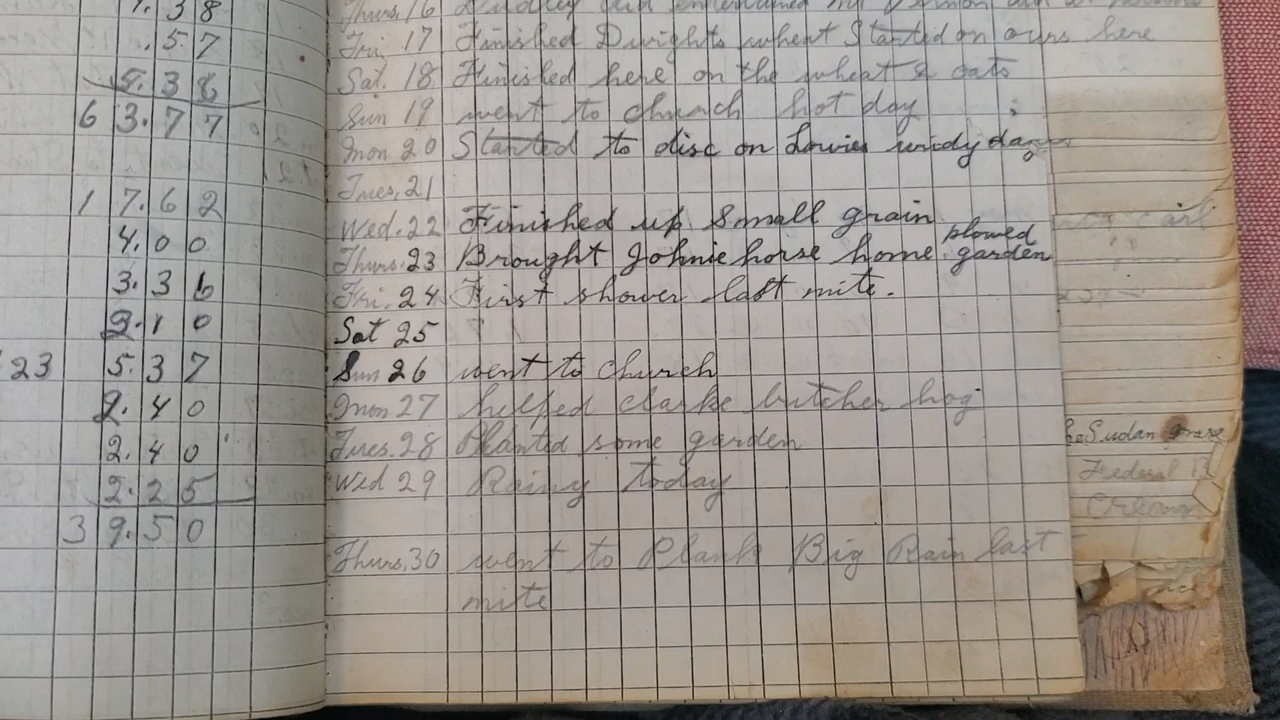 .57
5.38
63.77
17.62
4.00
3.36
2.10
23 5.37
2.40
2.40
2.25
39.50
Thurs. 16
Fri. 17 Finished Dwights wheat Started on ours here
Sat. 18 Finished here on the wheat & oats
Sun 19 went to church hot day
Mon 20 Started to disc on Lowies windy day
Tues. 21
Wed. 22 Finished up small grain
plowed
Thurs. 23 Brought Johnie horse home garden
Fri. 24 First shower last nite.
Sat 25
Sun 26 went to church
Mon 27 helped clarke butcher hog
Tues. 28 Planted some garden
Wed 29 Rainy today
Thurs. 30 went to Plank Big Rain last
nite
Sudan
Federal
Cream